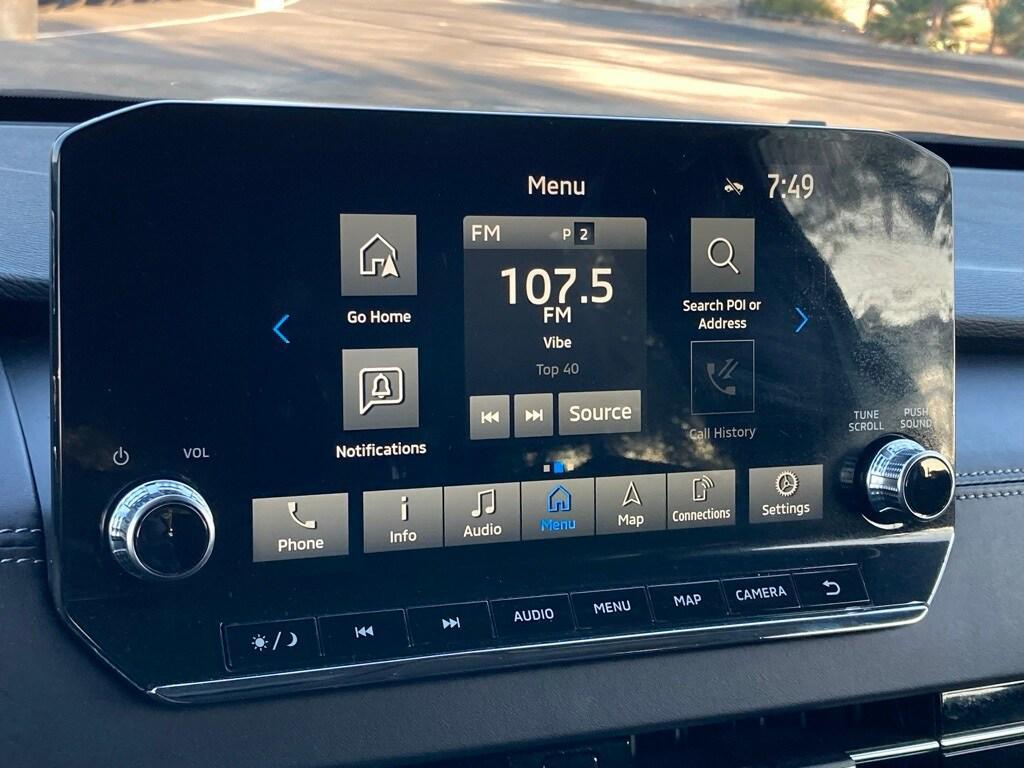 Menu
7:49
FM
P 2
107.5
FM
Vibe
Top 40
Source
Go Home
Notifications
Search POI or
Address
Call History
TUNE
SCROLL
PUSH
SOUND
VOL
Phone
Info
Audio
Menu
Map
Connections
Settings
AUDIO
MENU
MAP
CAMERA